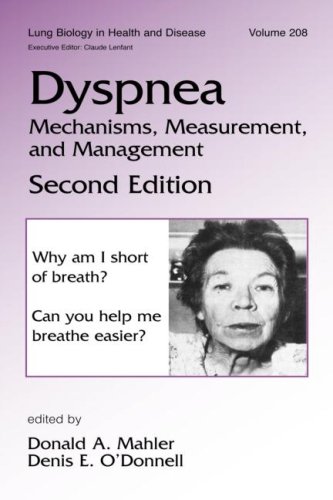 Lung Biology in Health and Disease Volume 208
Executive Editor: Claude Lenfant
Dyspnea
Mechanisms, Measurement,
and Management
Second Edition
Why am I short
of breath?
Can you help me
breathe easier?
edited by
Donald A. Mahler
Denis E. O'Donnell